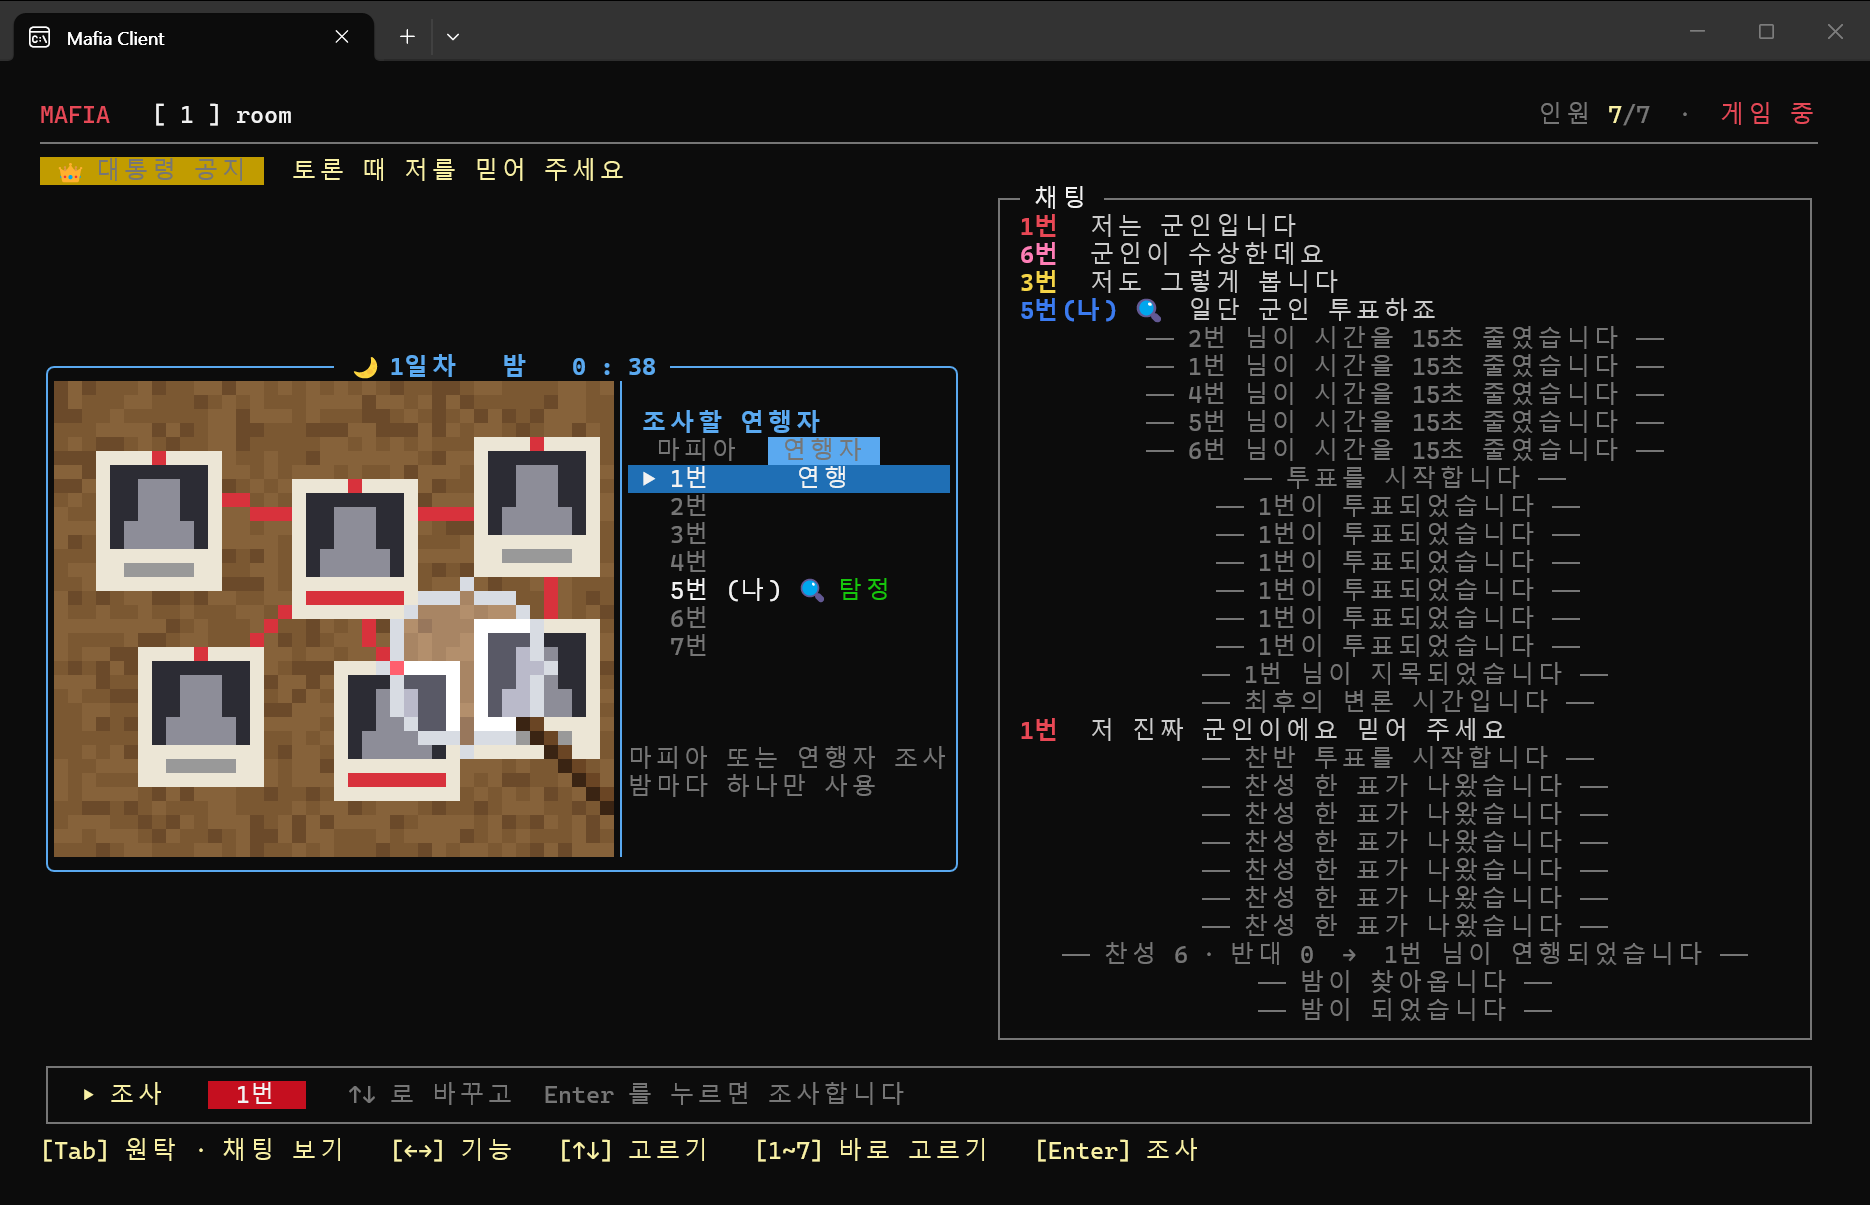 Mafia Client
MAFIA [ 1 ] room
인원 7/7 · 게임 중
대통령 공지 토론 때 저를 믿어 주세요
1일차 밤 0 : 38
조사할 연행자
마피아 연행자
▶ 1번 연행
2번
3번
4번
5번 (나) 탐정
6번
7번
마피아 또는 연행자 조사
밤마다 하나만 사용
채팅
1번 저는 군인입니다
6번 군인이 수상한데요
3번 저도 그렇게 봅니다
5번(나) 일단 군인 투표하죠
── 2번 님이 시간을 15초 줄였습니다 ──
── 1번 님이 시간을 15초 줄였습니다 ──
── 4번 님이 시간을 15초 줄였습니다 ──
── 5번 님이 시간을 15초 줄였습니다 ──
── 6번 님이 시간을 15초 줄였습니다 ──
── 투표를 시작합니다 ──
── 1번이 투표되었습니다 ──
── 1번이 투표되었습니다 ──
── 1번이 투표되었습니다 ──
── 1번이 투표되었습니다 ──
── 1번이 투표되었습니다 ──
── 1번이 투표되었습니다 ──
── 1번 님이 지목되었습니다 ──
── 최후의 변론 시간입니다 ──
1번 저 진짜 군인이에요 믿어 주세요
── 찬반 투표를 시작합니다 ──
── 찬성 한 표가 나왔습니다 ──
── 찬성 한 표가 나왔습니다 ──
── 찬성 한 표가 나왔습니다 ──
── 찬성 한 표가 나왔습니다 ──
── 찬성 한 표가 나왔습니다 ──
── 찬성 한 표가 나왔습니다 ──
── 찬성 6 · 반대 0 → 1번 님이 연행되었습니다 ──
── 밤이 찾아옵니다 ──
── 밤이 되었습니다 ──
▶ 조사 1번 ↑↓ 로 바꾸고 Enter 를 누르면 조사합니다
[Tab] 원탁 · 채팅 보기 [↔] 기능 [↑↓] 고르기 [1~7] 바로 고르기 [Enter] 조사